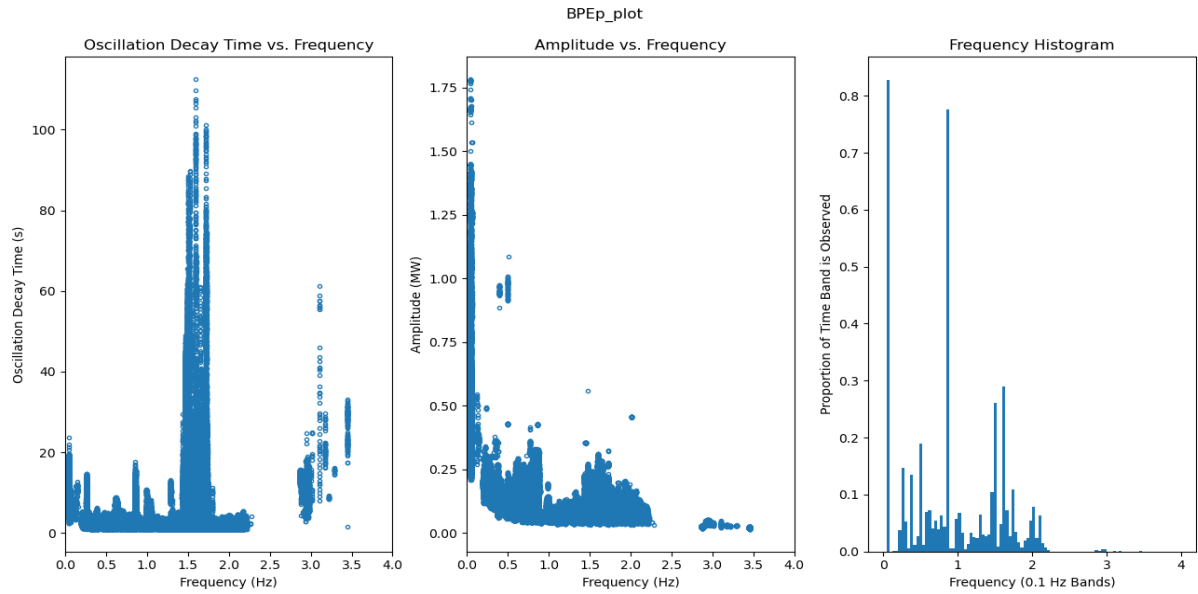 BPEp_plot
Oscillation Decay Time vs. Frequency
Oscillation Decay Time (s)
100
80
60
40
20
0
0.0 0.5 1.0 1.5 2.0 2.5 3.0 3.5 4.0
Frequency (Hz)
Amplitude vs. Frequency
Amplitude (MW)
1.75
1.50
1.25
1.00
0.75
0.50
0.25
0.00
0.0 0.5 1.0 1.5 2.0 2.5 3.0 3.5 4.0
Frequency (Hz)
Frequency Histogram
Proportion of Time Band is Observed
0.8
0.7
0.6
0.5
0.4
0.3
0.2
0.1
0.0
0 1 2 3 4
Frequency (0.1 Hz Bands)